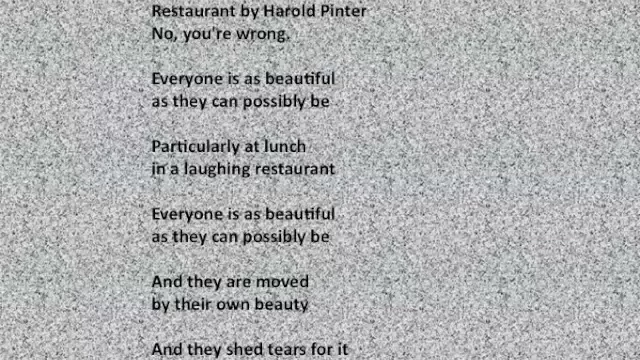 Restaurant by Harold Pinter
No, you're wrong.
Everyone is as beautiful
as they can possibly be
Particularly at lunch
in a laughing restaurant
Everyone is as beautiful
as they can possibly be
And they are moved
by their own beauty
And they shed tears for it